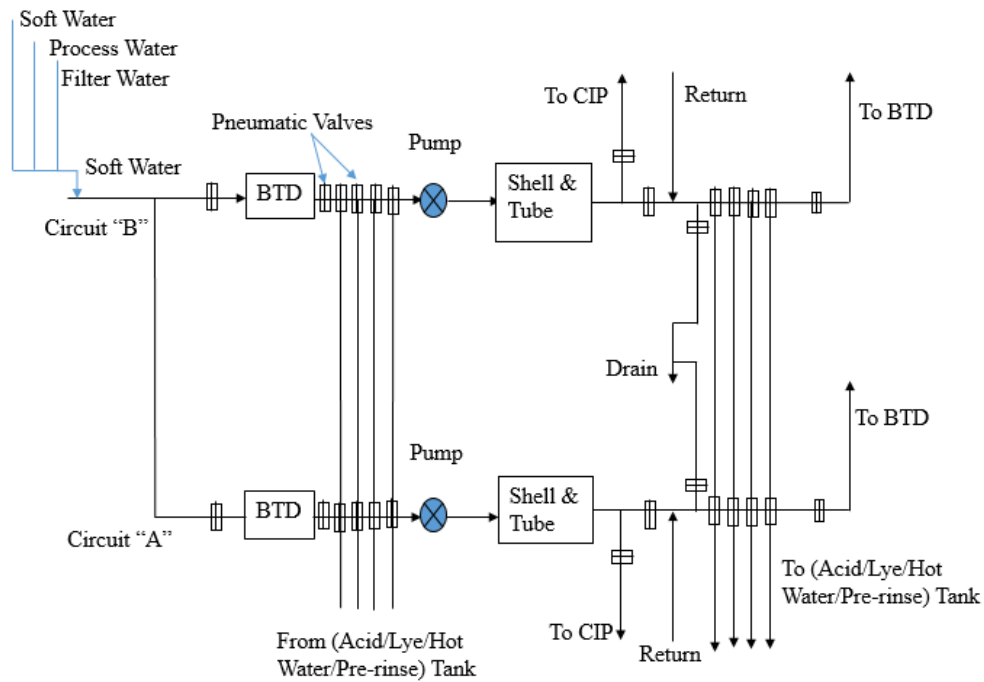 Soft Water
Process Water
Filter Water
Soft Water
Circuit “B”
Pneumatic Valves
BTD
Pump
Shell &
Tube
To CIP
Return
To BTD
Drain
To BTD
Pump
Circuit “A”
BTD
Shell &
Tube
To CIP
Return
From (Acid/Lye/Hot
Water/Pre-rinse) Tank
To (Acid/Lye/Hot
Water/Pre-rinse) Tank